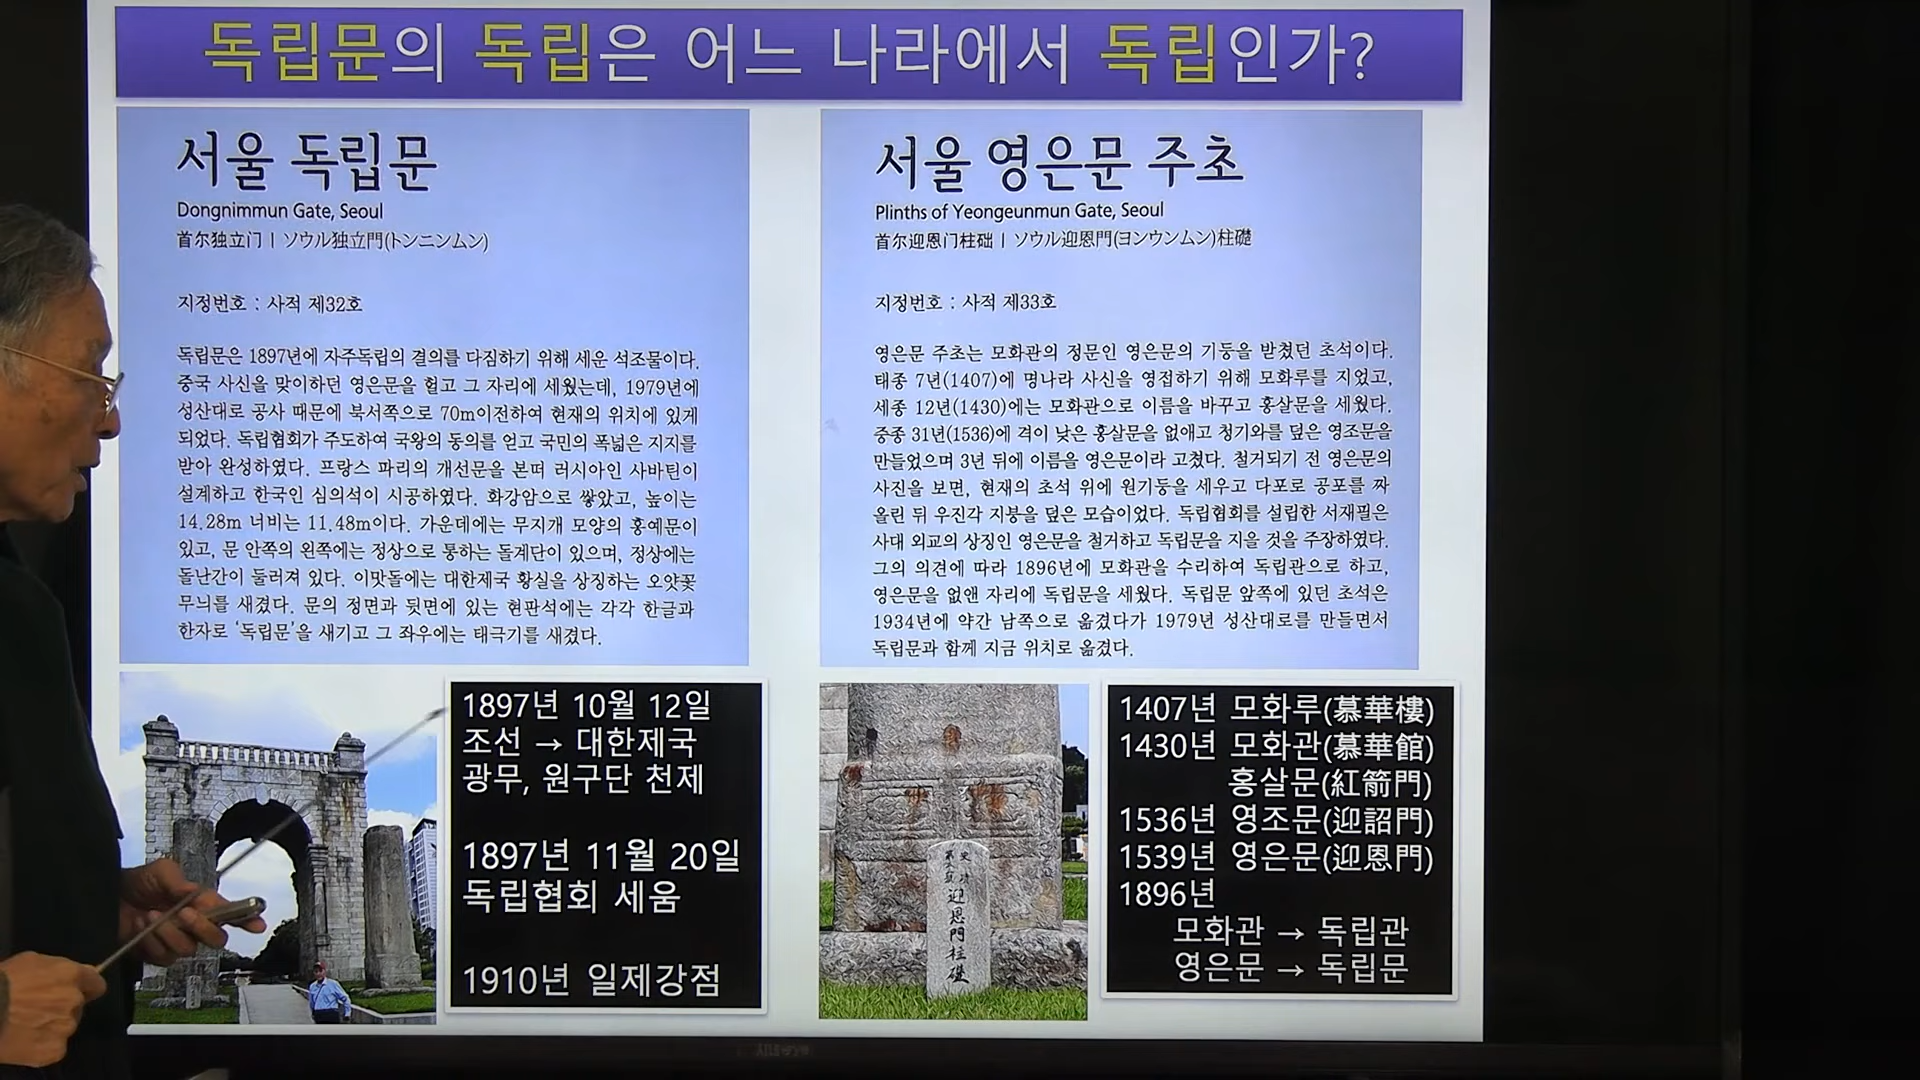 독립문의 독립은 어느 나라에서 독립인가?
서울 독립문
Dongnimmun Gate, Seoul
首尔独立门 | ソウル独立門(トンニンムン)
지정번호 : 사적 제32호
독립문은 1897년에 자주독립의 결의를 다짐하기 위해 세운 석조물이다.
중국 사신을 맞이하던 영은문을 헐고 그 자리에 세웠는데, 1979년에
성산대로 공사 때문에 북서쪽으로 70m이전하여 현재의 위치에 있게
되었다. 독립협회가 주도하여 국왕의 동의를 얻고 국민의 폭넓은 지지를
받아 완성하였다. 프랑스 파리의 개선문을 본떠 러시아인 사바틴이
설계하고 한국인 심의석이 시공하였다. 화강암으로 쌓았고, 높이는
14.28m 너비는 11.48m이다. 가운데에는 무지개 모양의 홍예문이
있고, 문 안쪽의 왼쪽에는 정상으로 통하는 돌계단이 있으며, 정상에는
돌난간이 둘러져 있다. 이맛돌에는 대한제국 황실을 상징하는 오얏꽃
무늬를 새겼다. 문의 정면과 뒷면에 있는 현판석에는 각각 한글과
한자로 ‘독립문’을 새기고 그 좌우에는 태극기를 새겼다.
서울 영은문 주초
Plinths of Yeongeunmun Gate, Seoul
首尔迎恩门柱础 | ソウル迎恩門(ヨンウンムン)柱礎
지정번호 : 사적 제33호
영은문 주초는 모화관의 정문인 영은문의 기둥을 받쳤던 초석이다.
태종 7년(1407)에 명나라 사신을 영접하기 위해 모화루를 지었고,
세종 12년(1430)에는 모화관으로 이름을 바꾸고 홍살문을 세웠다.
중종 31년(1536)에 격이 낮은 홍살문을 없애고 청기와를 덮은 영조문을
만들었으며 3년 뒤에 이름을 영은문이라 고쳤다. 철거되기 전 영은문의
사진을 보면, 현재의 초석 위에 원기둥을 세우고 다포로 공포를 짜
올린 뒤 우진각 지붕을 덮은 모습이었다. 독립협회를 설립한 서재필은
사대 외교의 상징인 영은문을 철거하고 독립문을 지을 것을 주장하였다.
그의 의견에 따라 1896년에 모화관을 수리하여 독립관으로 하고,
영은문을 없앤 자리에 독립문을 세웠다. 독립문 앞쪽에 있던 초석은
1934년에 약간 남쪽으로 옮겼다가 1979년 성산대로를 만들면서
독립문과 함께 지금 위치로 옮겼다.
1897년 10월 12일
조선 → 대한제국
광무, 원구단 천제
1897년 11월 20일
독립협회 세움
1910년 일제강점
迎恩門柱礎
1407년 모화루(慕華樓)
1430년 모화관(慕華館)
홍살문(紅箭門)
1536년 영조문(迎詔門)
1539년 영은문(迎恩門)
1896년
모화관 → 독립관
영은문 → 독립문